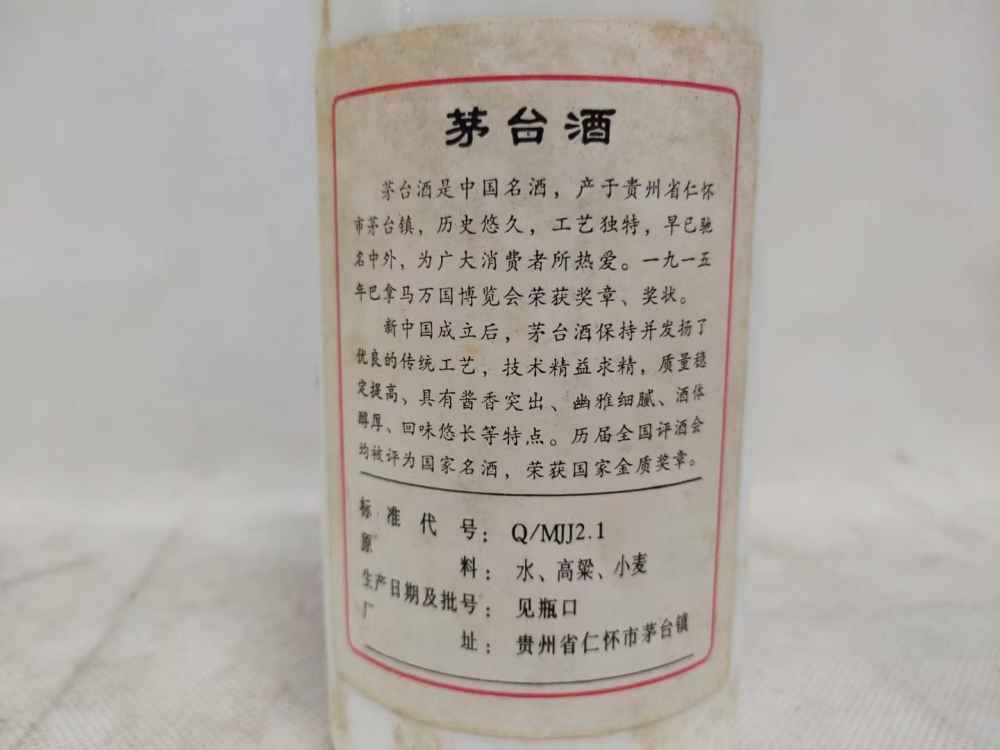 茅台酒
茅台酒是中国名酒，产于贵州省仁怀
市茅台镇，历史悠久，工艺独特，早已驰
名中外，为广大消费者所热爱。一九一五
年巴拿马万国博览会荣获奖章、奖状。
新中国成立后，茅台酒保持并发扬了
优良的传统工艺，技术精益求精，质量稳
定提高、具有酱香突出、幽雅细腻、酒体
醇厚、回味悠长等特点。历届全国评酒会
均被评为国家名酒，荣获国家金质奖章。
标准代号：Q/MJJ2.1
原料：水、高粱、小麦
生产日期及批号：见瓶口
厂址：贵州省仁怀市茅台镇